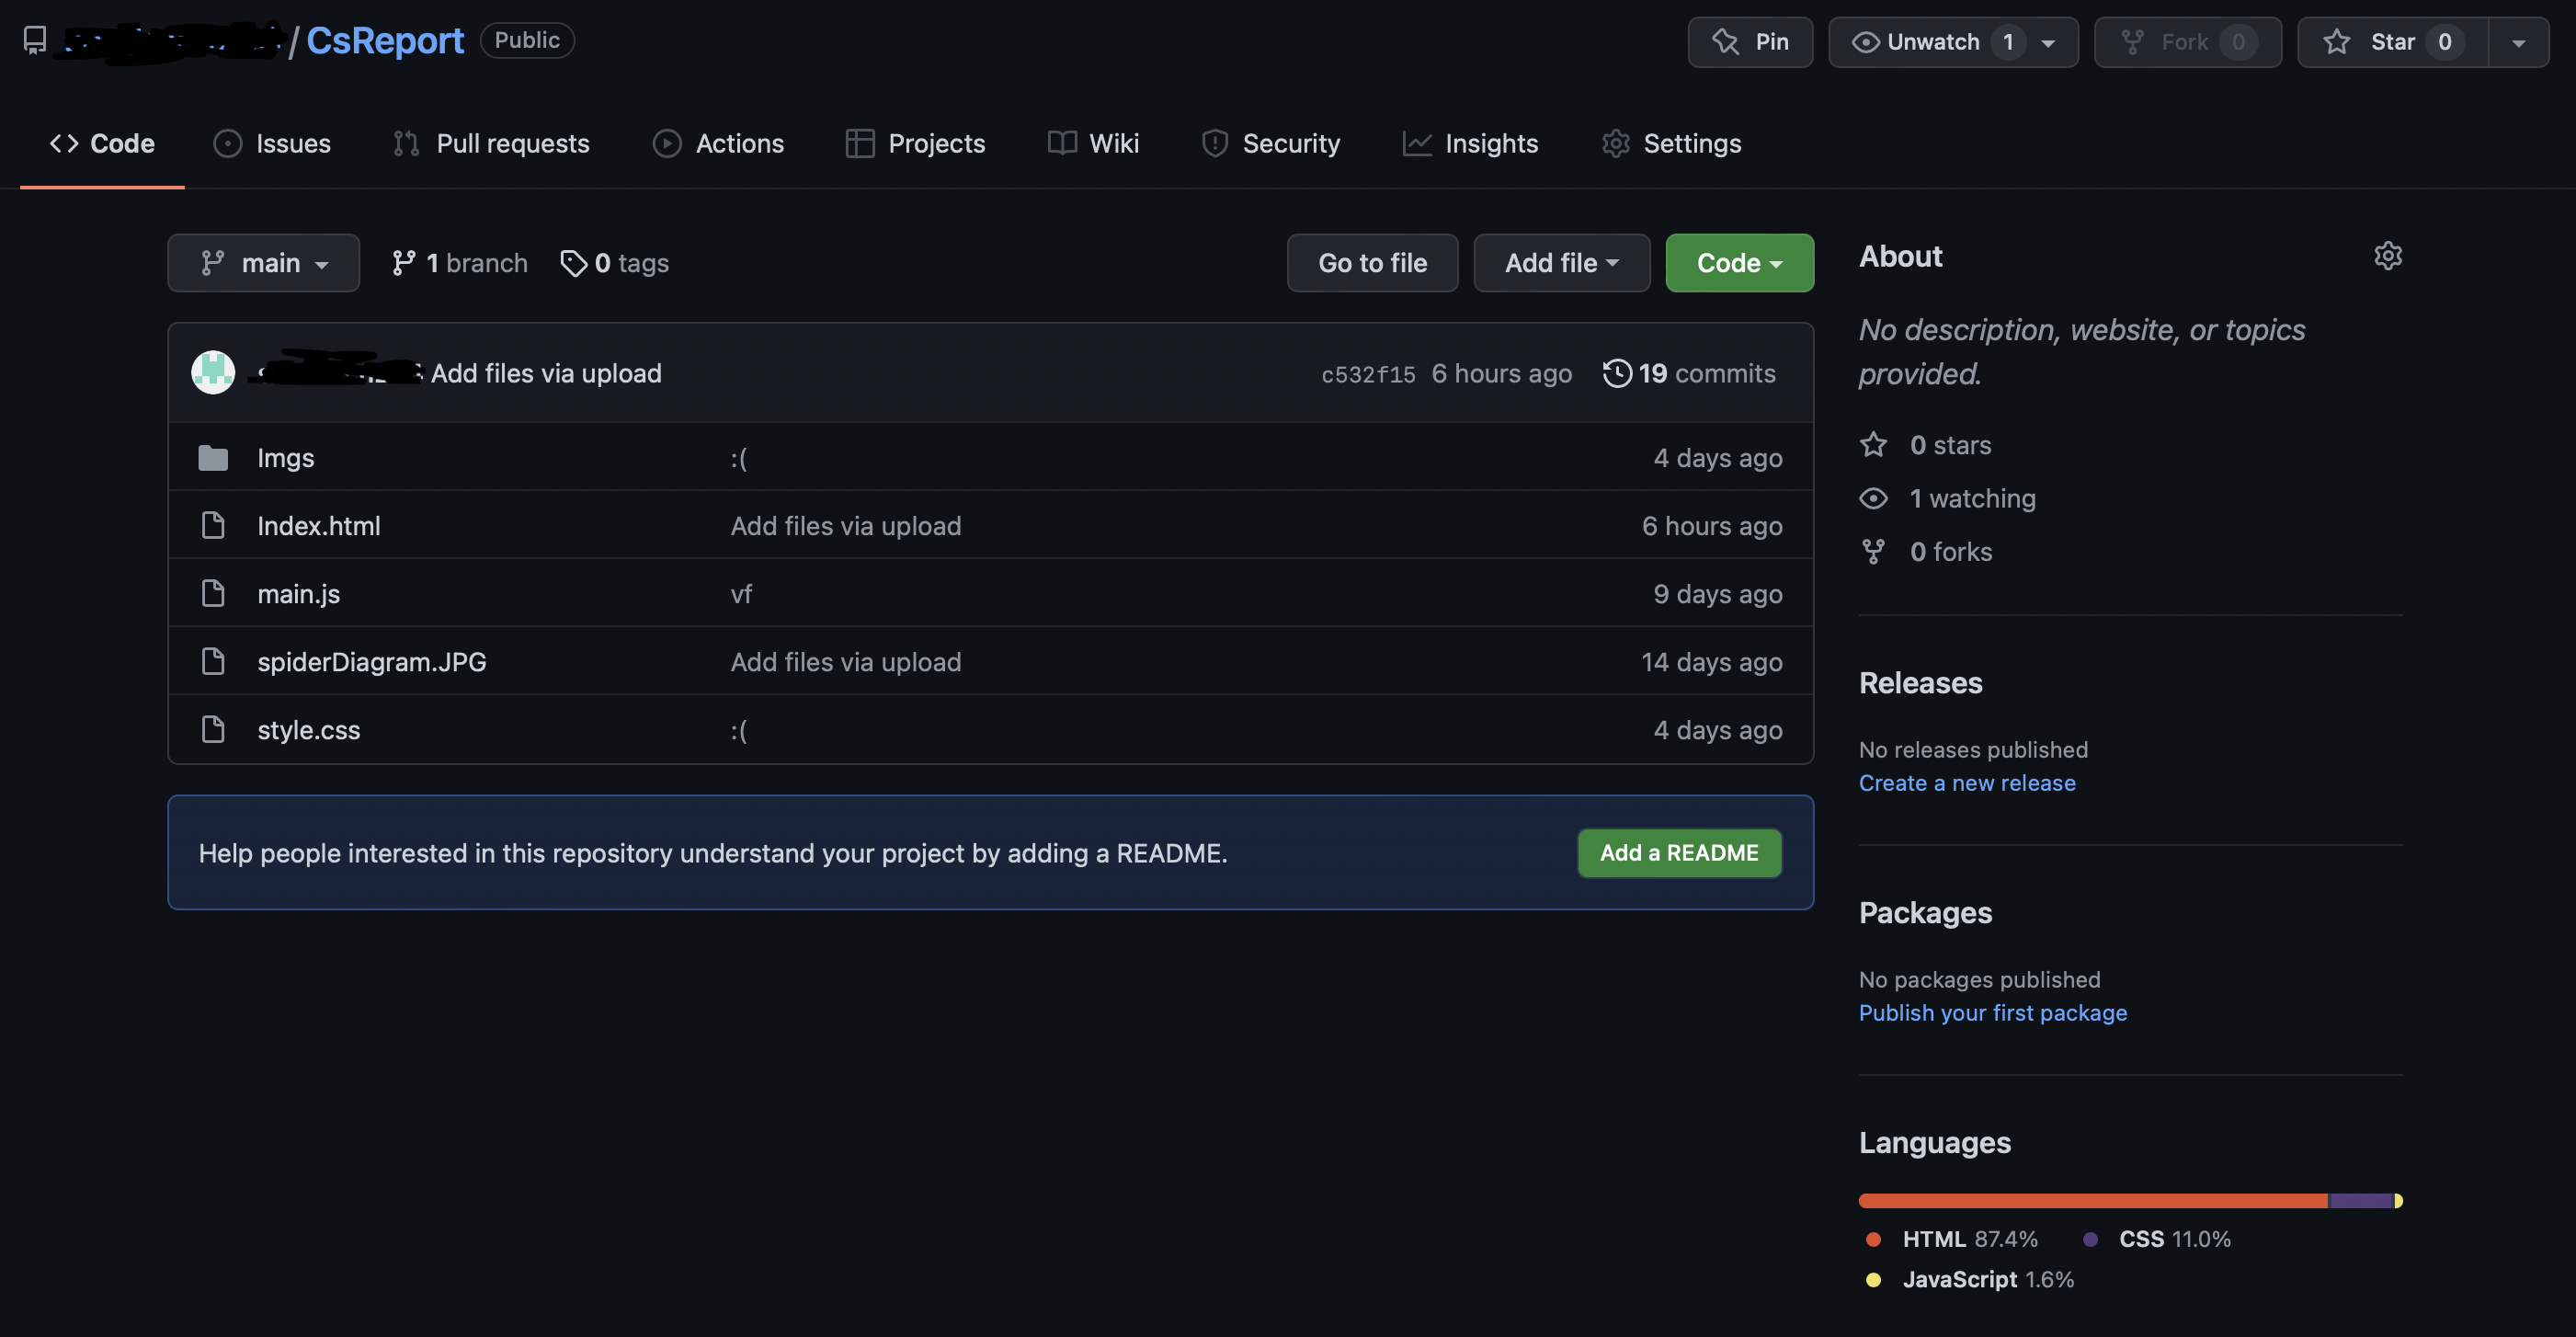 / CsReport Public
Pin
Unwatch 1
Fork 0
Star 0
Code
Issues
Pull requests
Actions
Projects
Wiki
Security
Insights
Settings
main
1 branch
0 tags
Go to file
Add file
Code
Add files via upload
c532f15 6 hours ago
19 commits
Imgs :( 4 days ago
Index.html Add files via upload 6 hours ago
main.js vf 9 days ago
spiderDiagram.JPG Add files via upload 14 days ago
style.css :( 4 days ago
Help people interested in this repository understand your project by adding a README.
Add a README
About
No description, website, or topics
provided.
0 stars
1 watching
0 forks
Releases
No releases published
Create a new release
Packages
No packages published
Publish your first package
Languages
HTML 87.4%
CSS 11.0%
JavaScript 1.6%